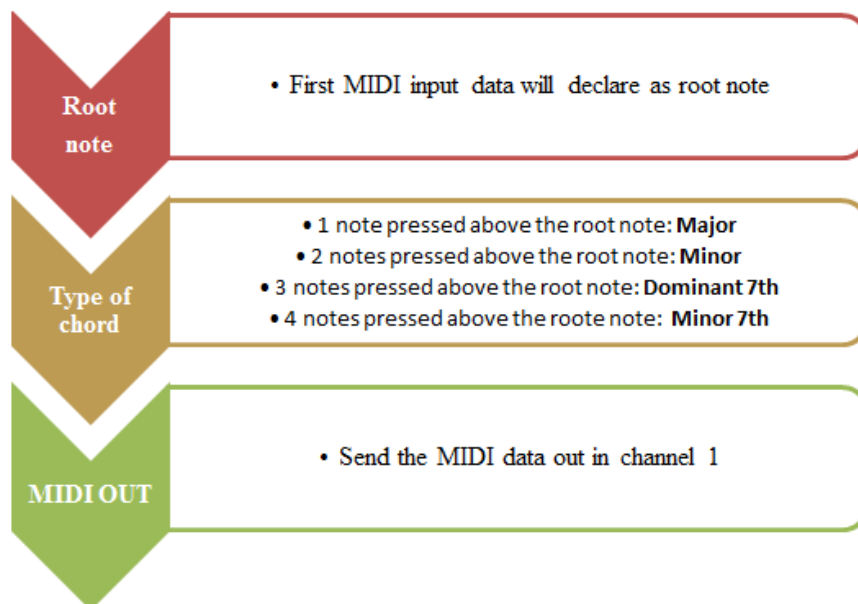 Root
note
• First MIDI input data will declare as root note
Type of
chord
• 1 note pressed above the root note: Major
• 2 notes pressed above the root note: Minor
• 3 notes pressed above the root note: Dominant 7th
• 4 notes pressed above the roote note: Minor 7th
MIDI OUT
• Send the MIDI data out in channel 1